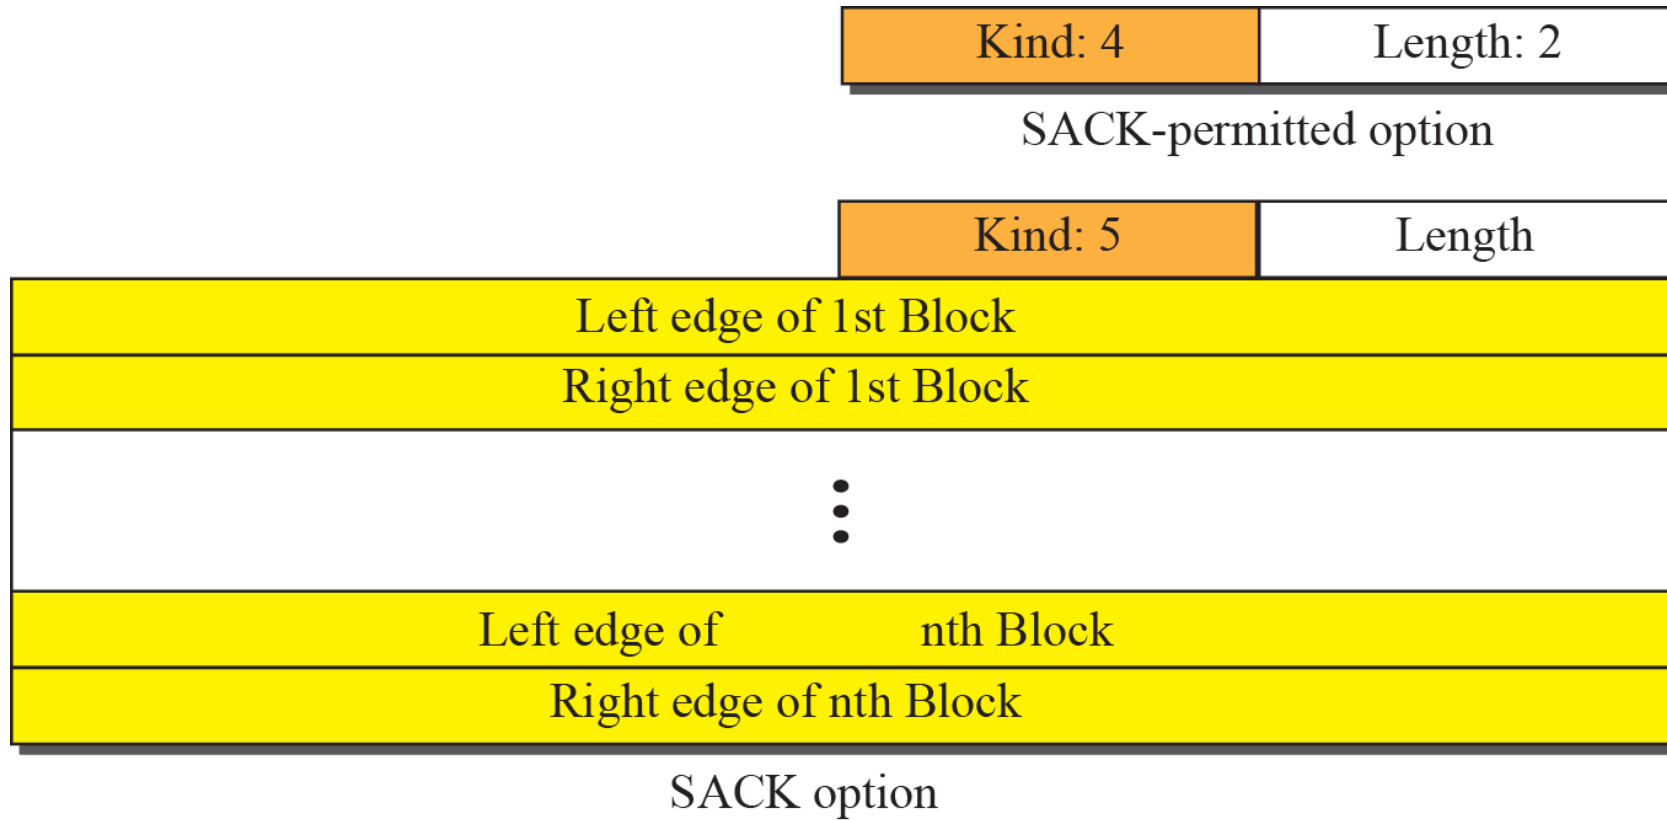 Kind: 4 Length: 2
SACK-permitted option
Kind: 5 Length
Left edge of 1st Block
Right edge of 1st Block
Left edge of nth Block
Right edge of nth Block
SACK option